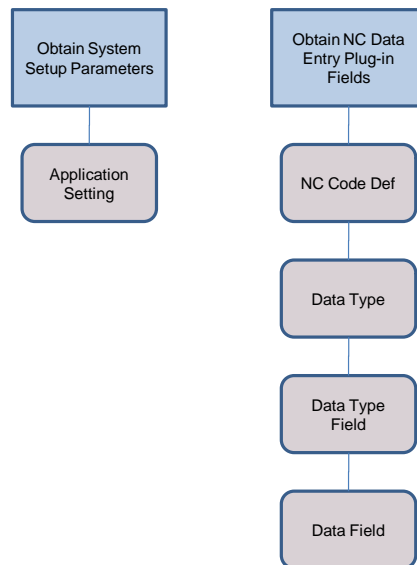 Obtain System
Setup Parameters
Application
Setting
Obtain NC Data
Entry Plug-in
Fields
NC Code Def
Data Type
Data Type
Field
Data Field